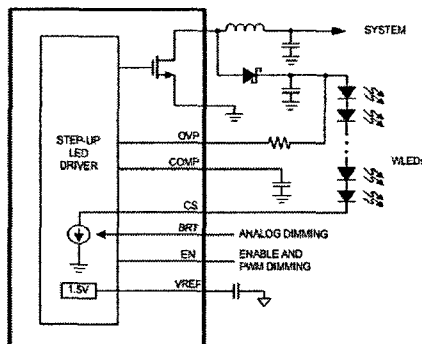 SYSTEM
STEP-UP
LED
DRIVER
OVP
COMP
WLEDs
CS
BRT
ANALOG DIMMING
EN
ENABLE AND
PWM DIMMING
1.5V
VREF